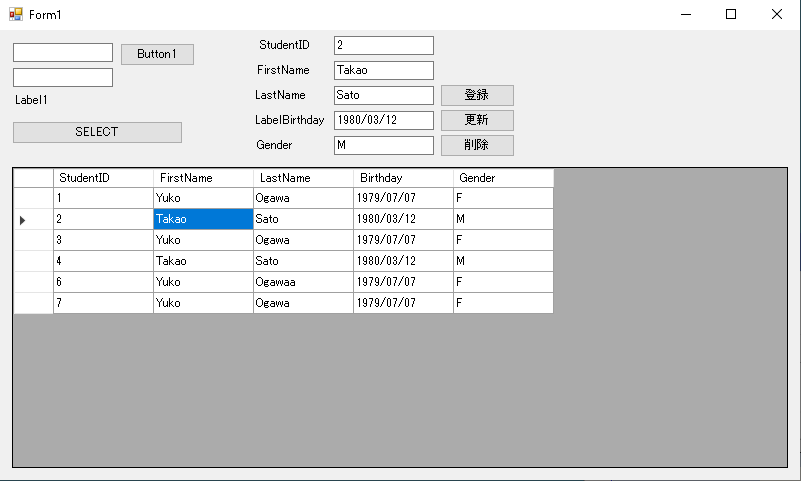 Form1
Button1
Label1
SELECT
StudentID 2
FirstName Takao
LastName Sato 登録
LabelBirthday 1980/03/12 更新
Gender M 削除
StudentID FirstName LastName Birthday Gender
1 Yuko Ogawa 1979/07/07 F
2 Takao Sato 1980/03/12 M
3 Yuko Ogawa 1979/07/07 F
4 Takao Sato 1980/03/12 M
6 Yuko Ogawaa 1979/07/07 F
7 Yuko Ogawa 1979/07/07 F